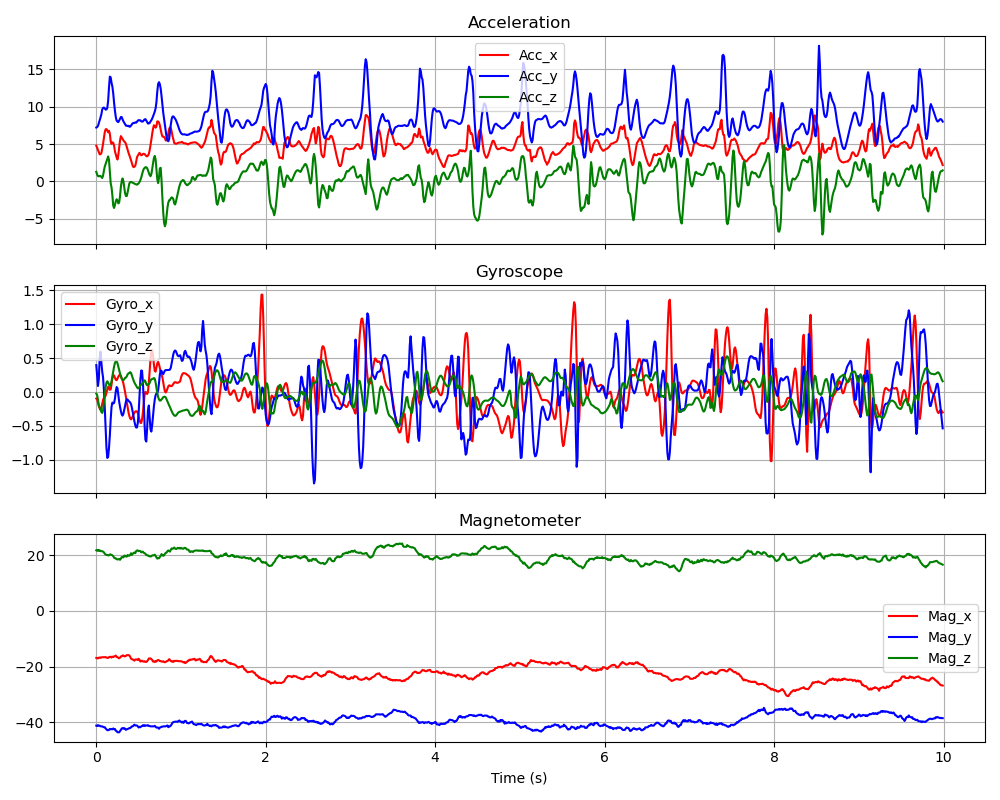 Acceleration
15
10
5
0
−5
Acc_x
Acc_y
Acc_z
Gyroscope
1.5
1.0
0.5
0.0
−0.5
−1.0
Gyro_x
Gyro_y
Gyro_z
Magnetometer
20
0
−20
−40
Mag_x
Mag_y
Mag_z
0 2 4 6 8 10
Time (s)